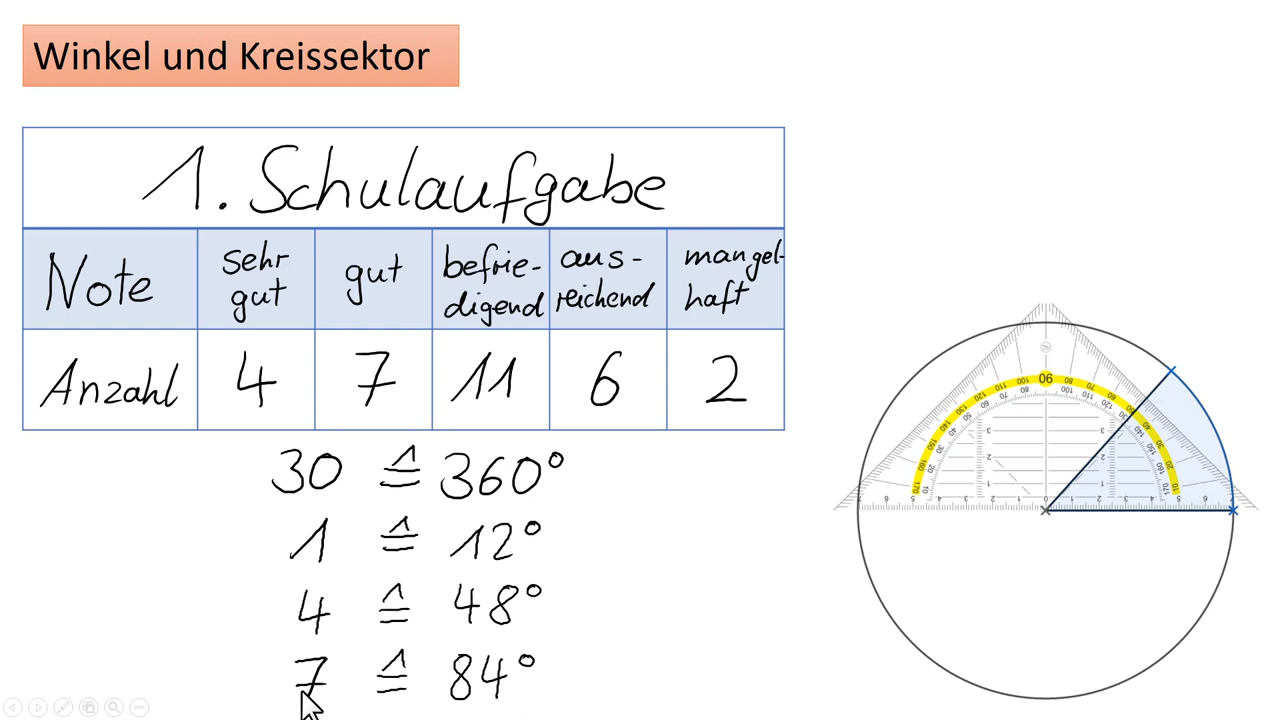 Winkel und Kreissektor
1. Schulaufgabe
Note sehr gut gut befrie-digend aus-reichend mangel-haft
Anzahl 4 7 11 6 2
30 ≙ 360°
1 ≙ 12°
4 ≙ 48°
7 ≙ 84°